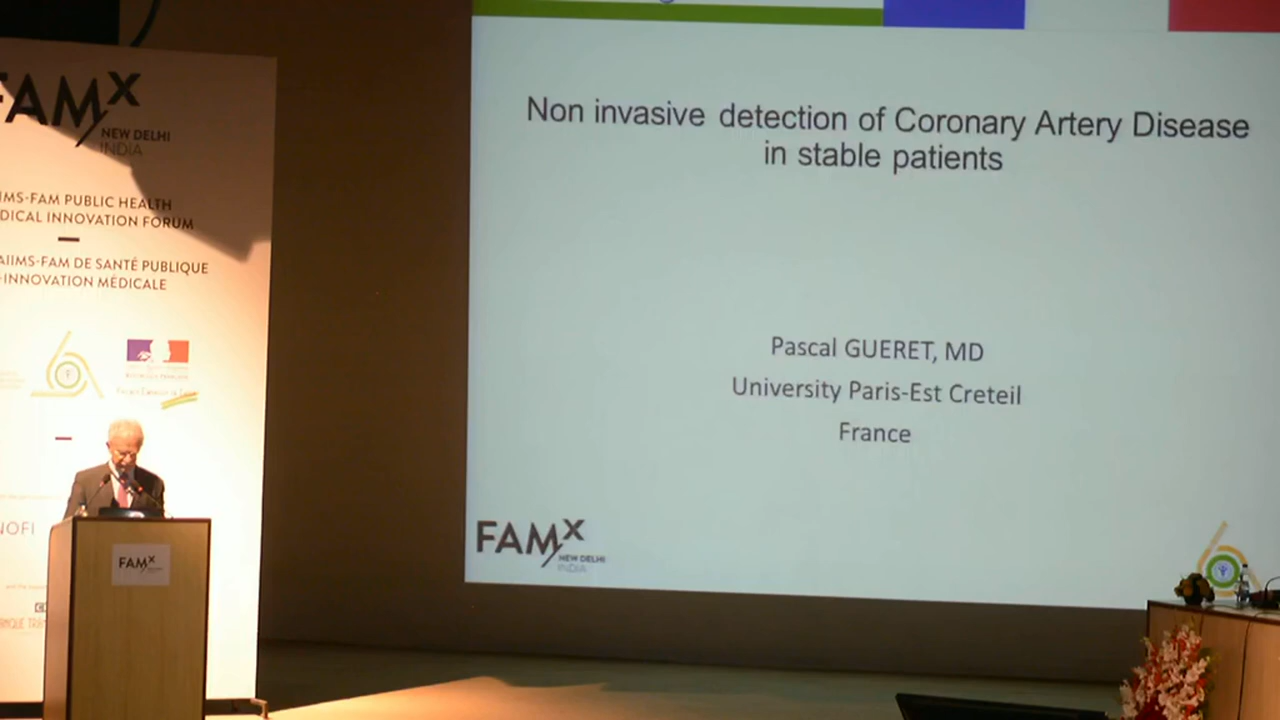 FAMX
NEW DELHI
INDIA
IMS-FAM PUBLIC HEALTH
DICAL INNOVATION FORUM
AIIMS-FAM DE SANTÉ PUBLIQUE
-INNOVATION MÉDICALE
NOFI
FAMX
Non invasive detection of Coronary Artery Disease
in stable patients
Pascal GUERET, MD
University Paris-Est Creteil
France
FAMX
NEW DELHI
INDIA